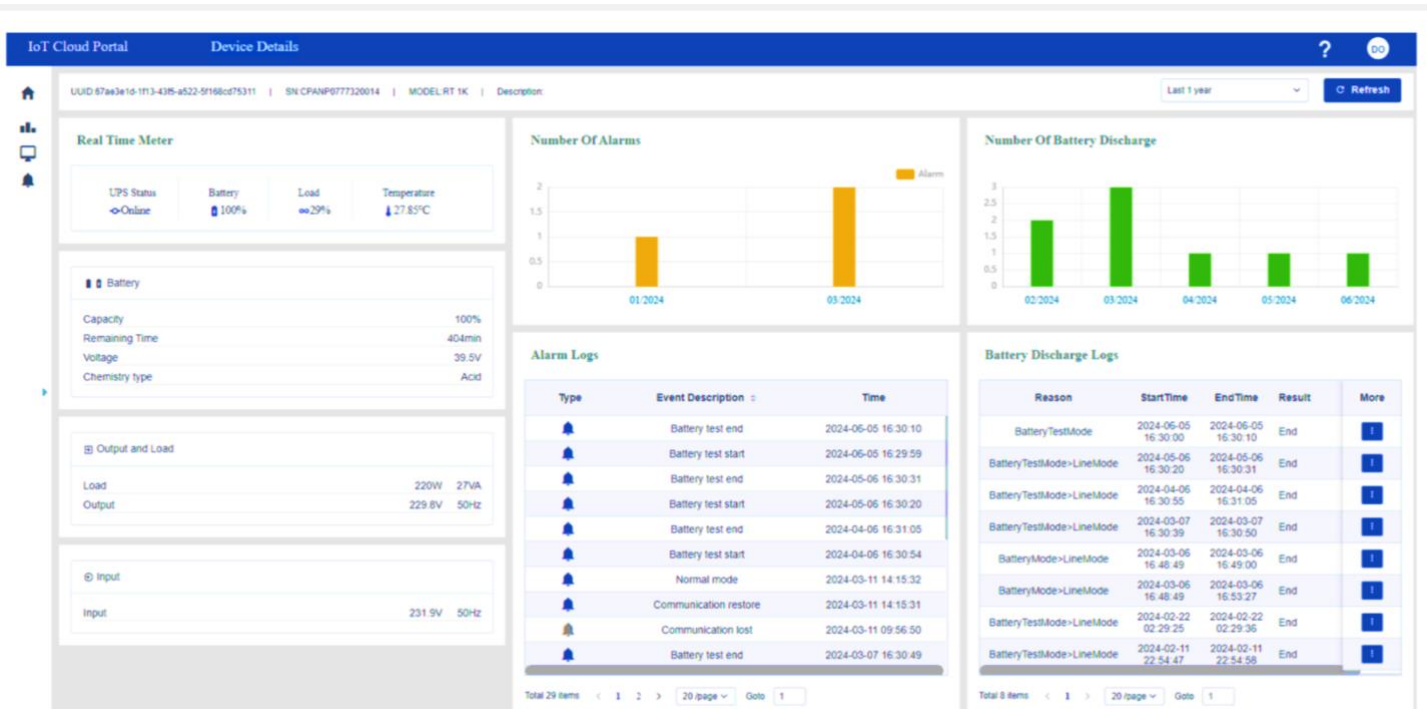 IoT Cloud Portal Device Details ? DO
UUID:67ae3e1d-1f13-43f5-a522-5f168cd75311 | SN:CPANP0777320014 | MODEL:RT 1K | Description:
Last 1 year Refresh
Real Time Meter
UPS Status Battery Load Temperature
Online 100% 29% 27.85°C
Battery
Capacity 100%
Remaining Time 404min
Voltage 39.5V
Chemistry type Acid
Output and Load
Load 220W 27VA
Output 229.8V 50Hz
Input
Input 231.9V 50Hz
Number Of Alarms
Alarm
2
1.5
1
0.5
0
01/2024 03/2024
Alarm Logs
Type Event Description Time
Battery test end 2024-06-05 16:30:10
Battery test start 2024-06-05 16:29:59
Battery test end 2024-05-06 16:30:31
Battery test start 2024-05-06 16:30:20
Battery test end 2024-04-06 16:31:05
Battery test start 2024-04-06 16:30:54
Normal mode 2024-03-11 14:15:32
Communication restore 2024-03-11 14:15:31
Communication lost 2024-03-11 09:56:50
Battery test end 2024-03-07 16:30:49
Total 29 items < 1 2 > 20 /page Goto 1
Number Of Battery Discharge
3
2.5
2
1.5
1
0.5
0
02/2024 03/2024 04/2024 05/2024 06/2024
Battery Discharge Logs
Reason StartTime EndTime Result More
BatteryTestMode 2024-06-05 16:30:00 2024-06-05 16:30:10 End
BatteryTestMode>LineMode 2024-05-06 16:30:20 2024-05-06 16:30:31 End
BatteryTestMode>LineMode 2024-04-06 16:30:55 2024-04-06 16:31:05 End
BatteryTestMode>LineMode 2024-03-07 16:30:39 2024-03-07 16:30:50 End
BatteryMode>LineMode 2024-03-06 16:48:49 2024-03-06 16:49:00 End
BatteryMode>LineMode 2024-03-06 16:48:49 2024-03-06 16:53:27 End
BatteryTestMode>LineMode 2024-02-22 02:29:25 2024-02-22 02:29:36 End
BatteryTestMode>LineMode 2024-02-11 22:54:47 2024-02-11 22:54:58 End
Total 8 items < 1 > 20 /page Goto 1